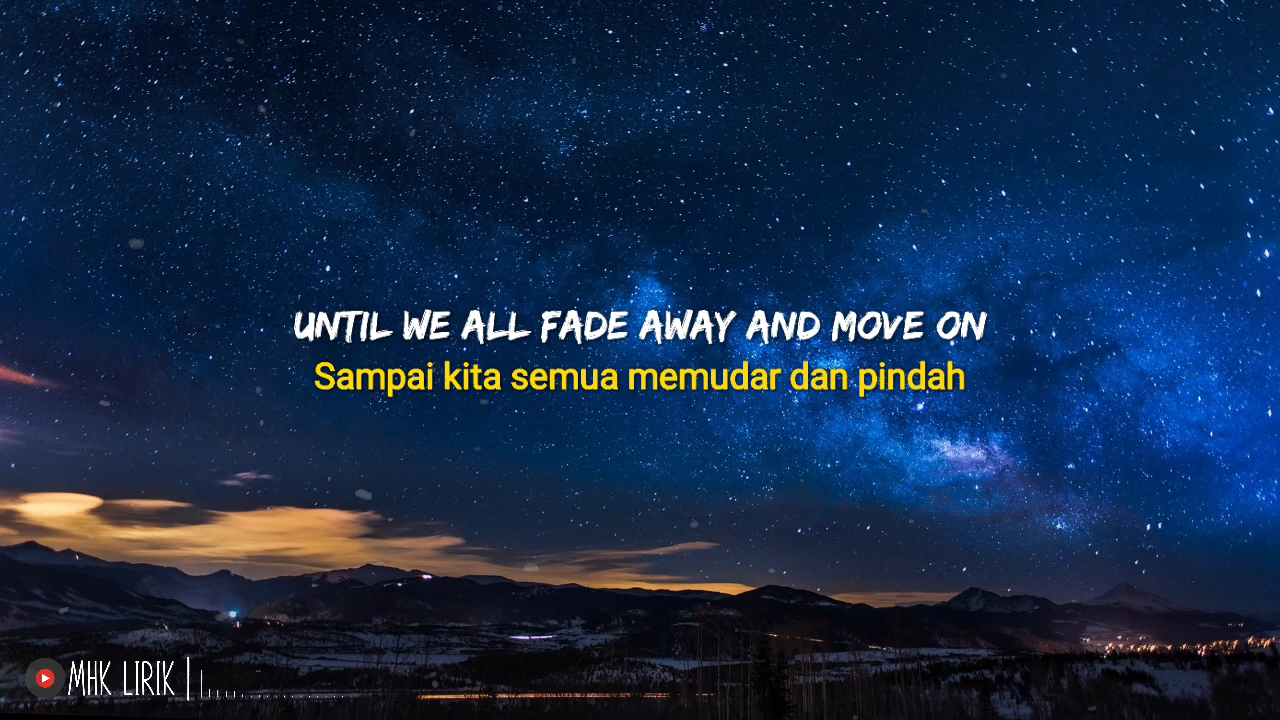 UNTIL WE ALL FADE AWAY AND MOVE ON
Sampai kita semua memudar dan pindah
MHK LIRIK